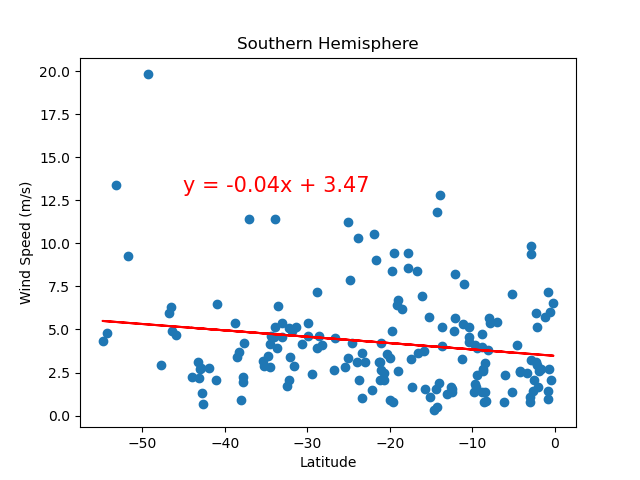 Southern Hemisphere
20.0
17.5
15.0
12.5
10.0
7.5
5.0
2.5
0.0
Wind Speed (m/s)
y = -0.04x + 3.47
−50 −40 −30 −20 −10 0
Latitude